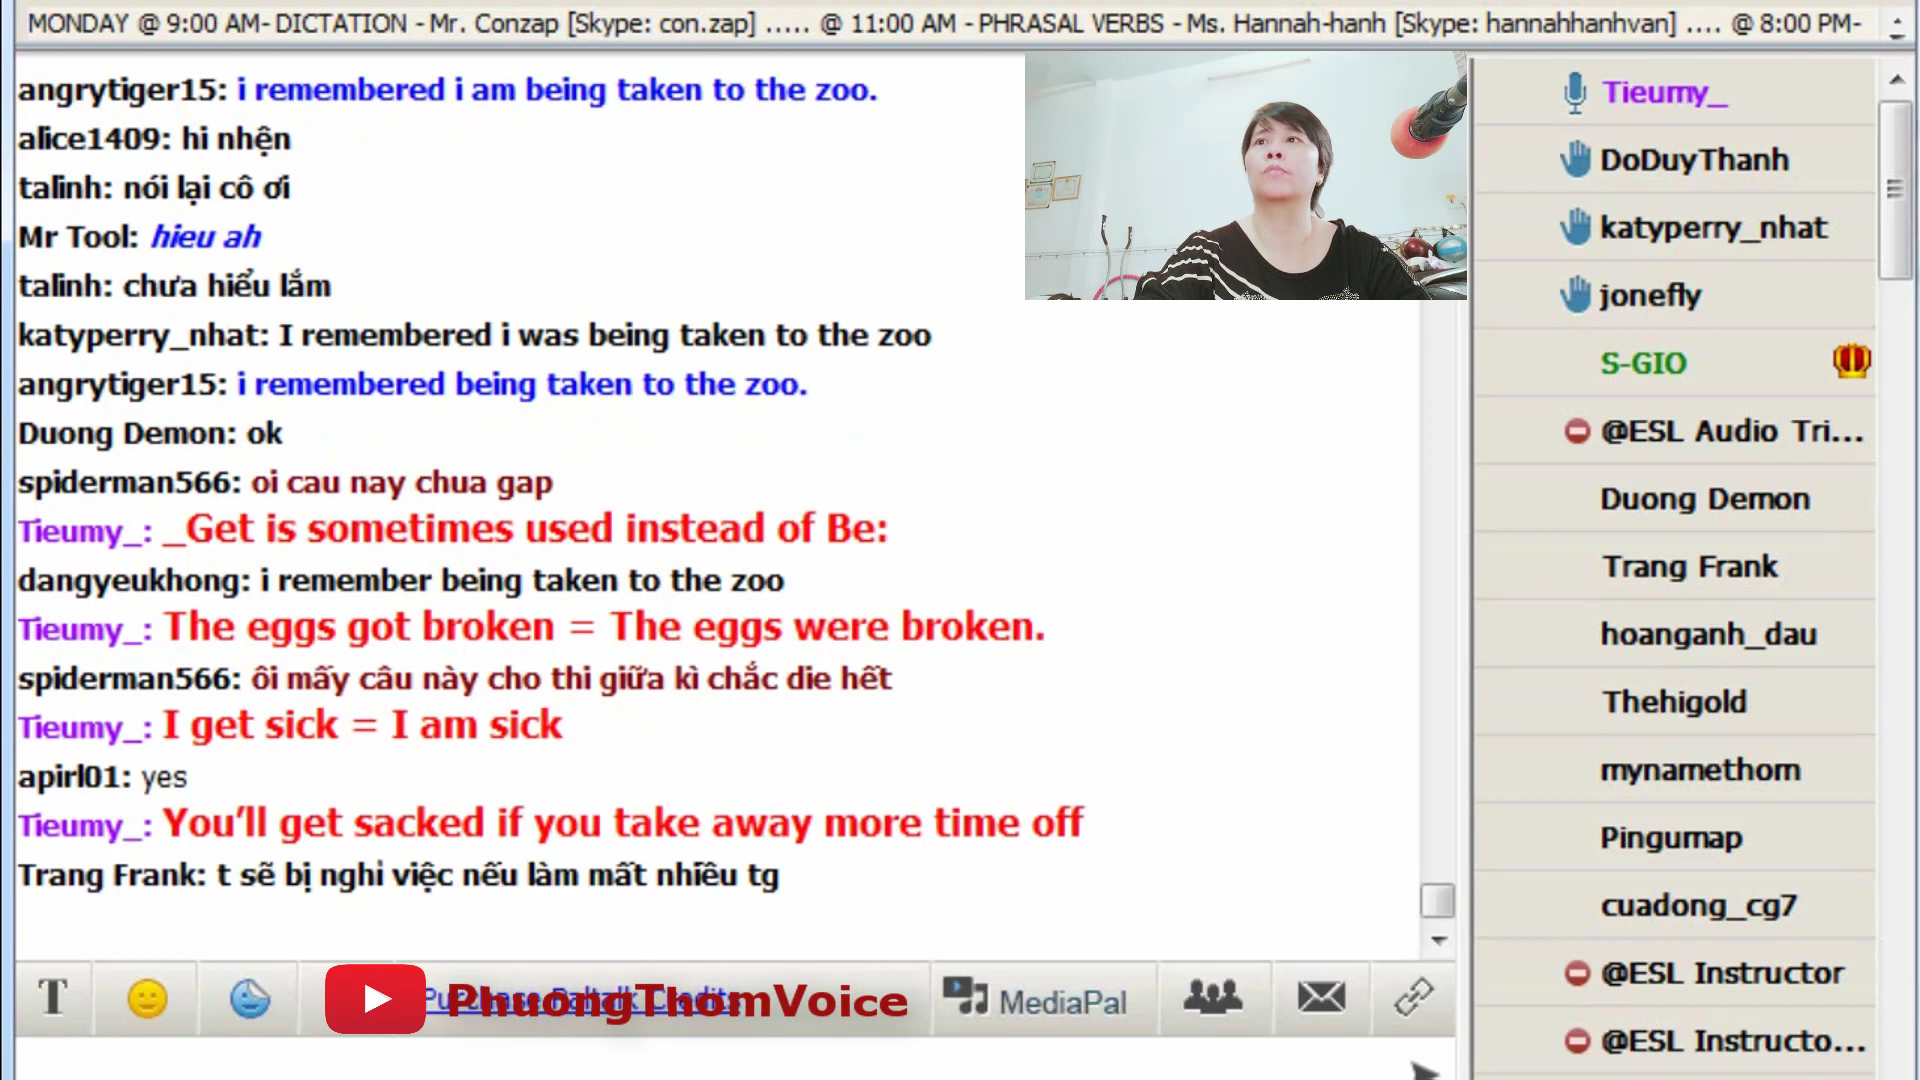 MONDAY @ 9:00 AM- DICTATION - Mr. Conzap [Skype: con.zap] ..... @ 11:00 AM - PHRASAL VERBS - Ms. Hannah-hanh [Skype: hannahhanhvan] .... @ 8:00 PM-
angrytiger15: i remembered i am being taken to the zoo.
alice1409: hi nhện
talinh: nói lại cô ơi
Mr Tool: hieu ah
talinh: chưa hiểu lắm
katyperry_nhat: I remembered i was being taken to the zoo
angrytiger15: i remembered being taken to the zoo.
Duong Demon: ok
spiderman566: oi cau nay chua gap
Tieumy_: _Get is sometimes used instead of Be:
dangyeukhong: i remember being taken to the zoo
Tieumy_: The eggs got broken = The eggs were broken.
spiderman566: ôi mấy câu này cho thi giữa kì chắc die hết
Tieumy_: I get sick = I am sick
apirl01: yes
Tieumy_: You’ll get sacked if you take away more time off
Trang Frank: t sẽ bị nghỉ việc nếu làm mất nhiều tg
T
Purchase Paltalk Credits
PhuongThomVoice
MediaPal
Tieumy_
DoDuyThanh
katyperry_nhat
jonefly
S-GIO
@ESL Audio Tri...
Duong Demon
Trang Frank
hoanganh_dau
Thehigold
mynamethom
Pingumap
cuadong_cg7
@ESL Instructor
@ESL Instructo...